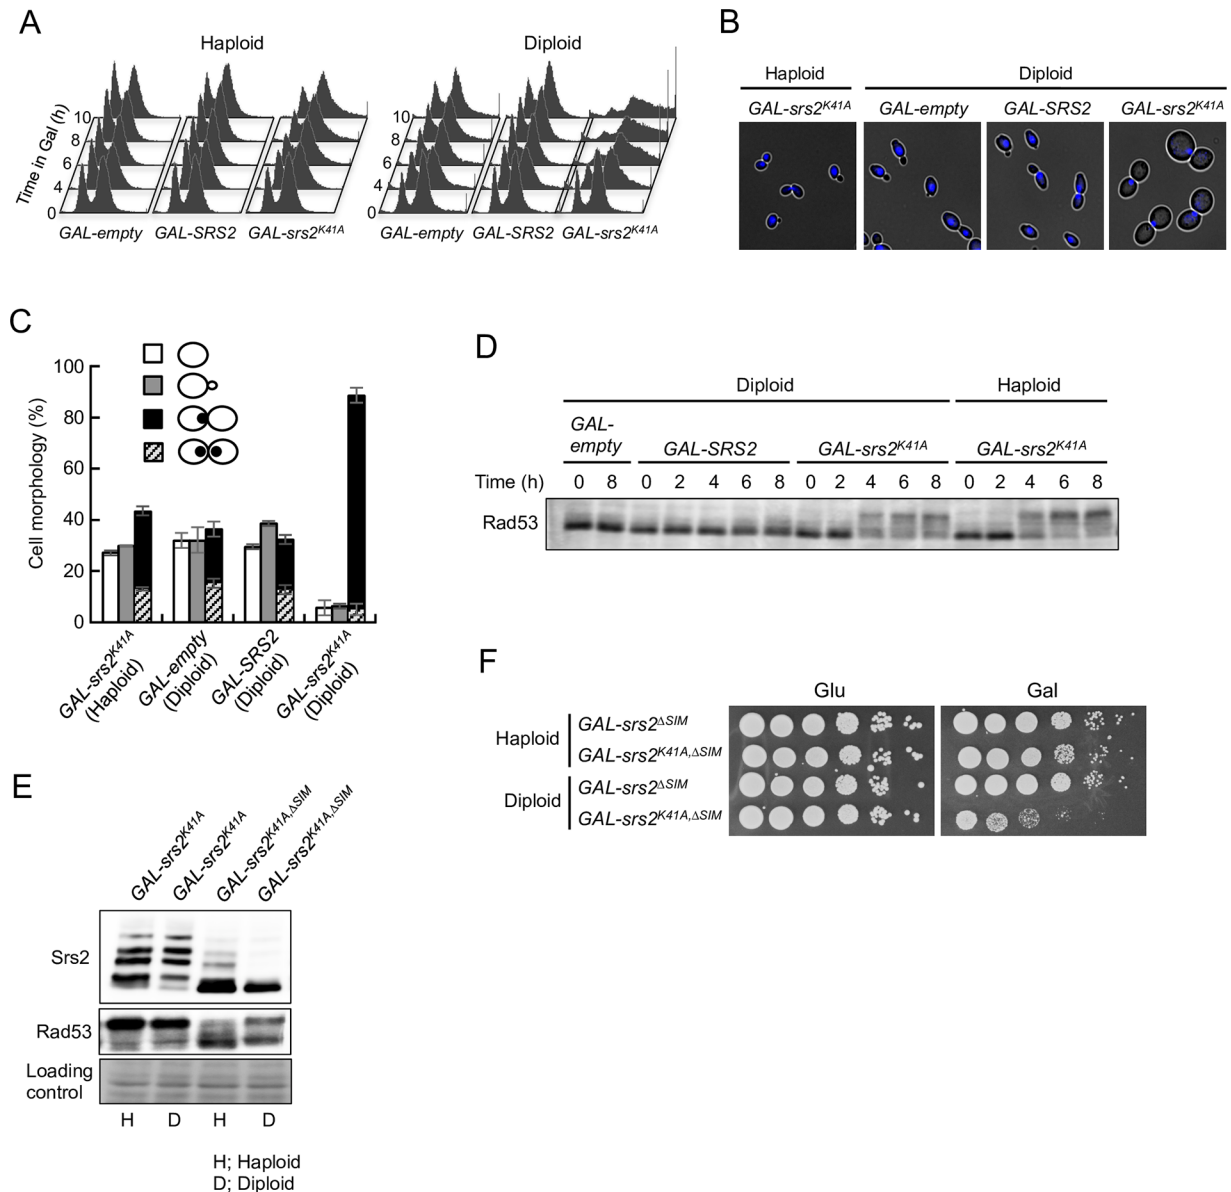 A
Haploid
Diploid
Time in Gal (h)
10
8
6
4
0
10
8
6
4
0
GAL-empty
GAL-SRS2
GAL-srs2K41A
GAL-empty
GAL-SRS2
GAL-srs2K41A
B
Haploid
Diploid
GAL-srs2K41A
GAL-empty
GAL-SRS2
GAL-srs2K41A
C
Cell morphology (%)
100
80
60
40
20
0
GAL-srs2K41A
(Haploid)
GAL-empty
(Diploid)
GAL-SRS2
(Diploid)
GAL-srs2K41A
(Diploid)
D
Diploid
Haploid
GAL-
empty
GAL-SRS2
GAL-srs2K41A
GAL-srs2K41A
Time (h) 0 8 0 2 4 6 8 0 2 4 6 8 0 2 4 6 8
Rad53
E
GAL-srs2K41A
GAL-srs2K41A
GAL-srs2K41A,ΔSIM
GAL-srs2K41A,ΔSIM
Srs2
Rad53
Loading
control
H D H D
H; Haploid
D; Diploid
F
Glu
Gal
Haploid
GAL-srs2ΔSIM
GAL-srs2K41A,ΔSIM
Diploid
GAL-srs2ΔSIM
GAL-srs2K41A,ΔSIM